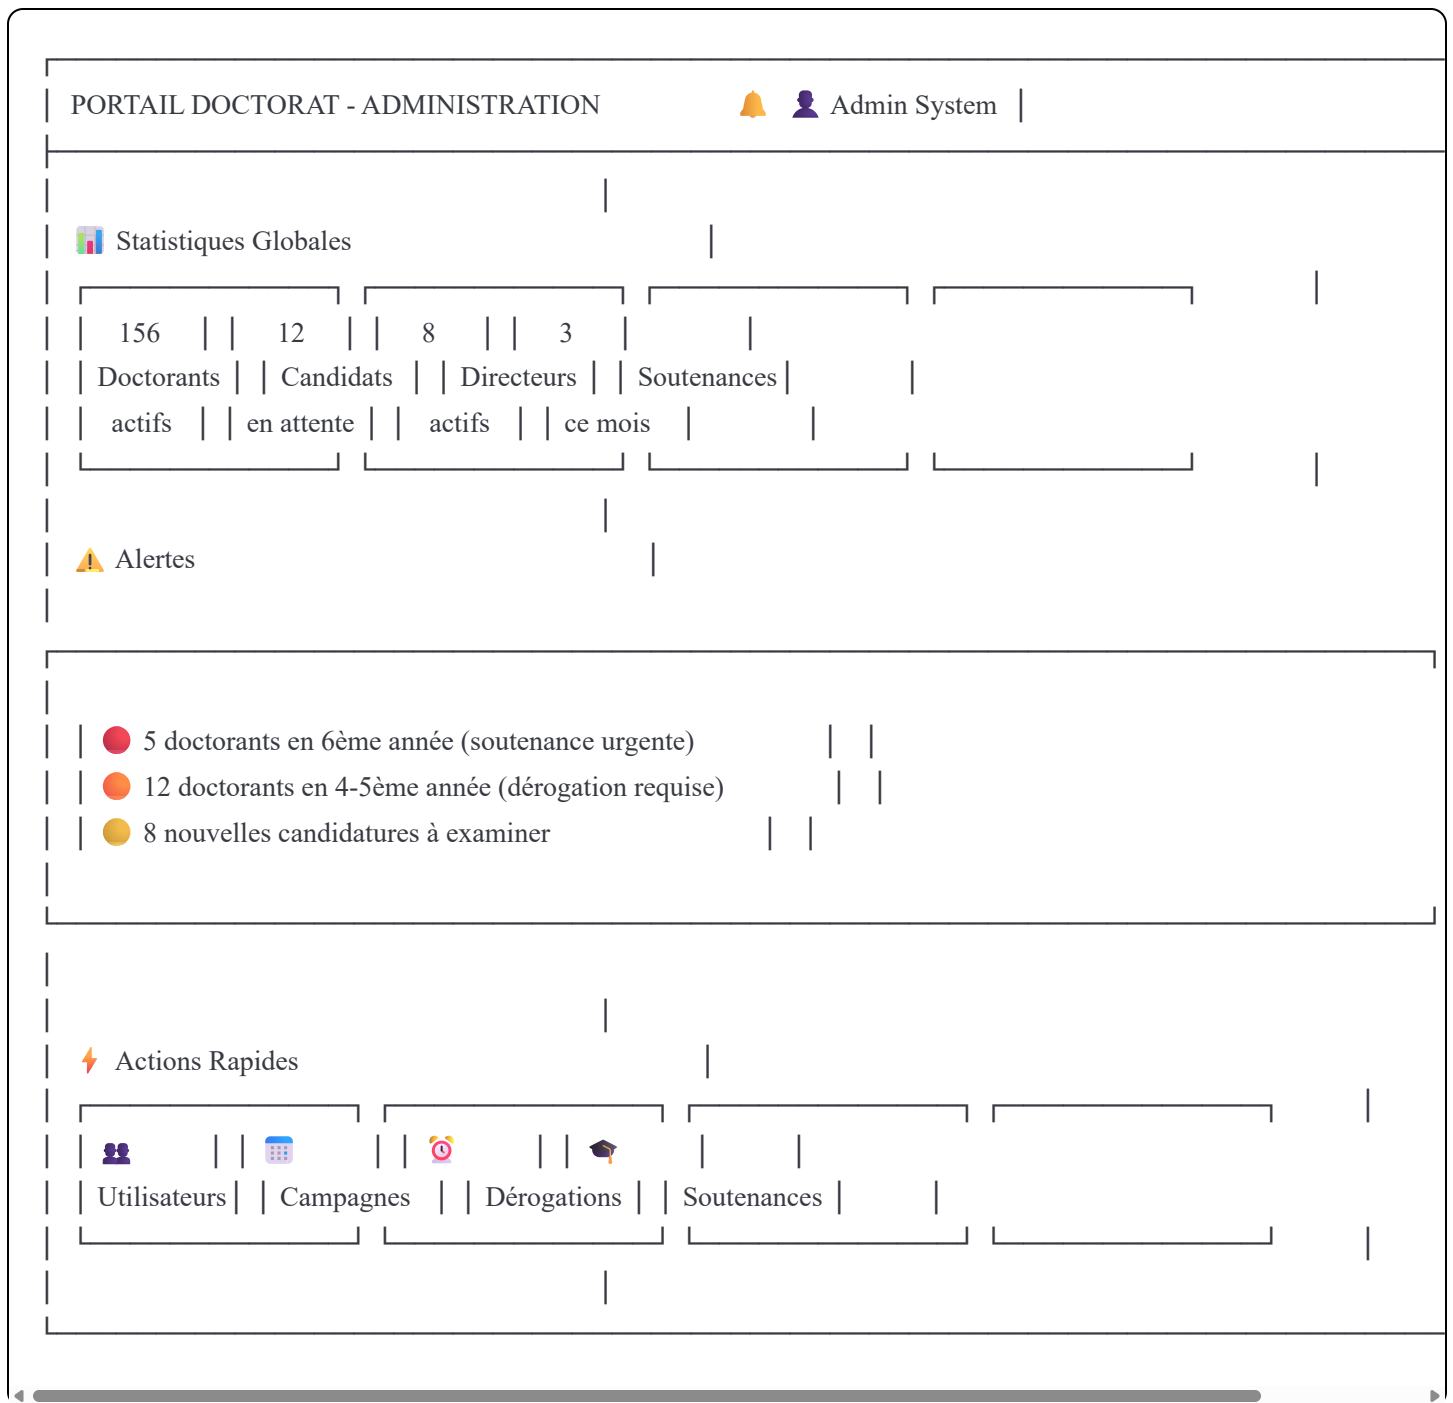 PORTAIL DOCTORAT - ADMINISTRATION 🔔 👤 Admin System
📊 Statistiques Globales
156 12 8 3
Doctorants Candidats Directeurs Soutenances
actifs en attente actifs ce mois
⚠️ Alertes
🔴 5 doctorants en 6ème année (soutenance urgente)
🟠 12 doctorants en 4-5ème année (dérogation requise)
🟡 8 nouvelles candidatures à examiner
⚡ Actions Rapides
👥 📅 ⏰ 🎓
Utilisateurs Campagnes Dérogations Soutenances